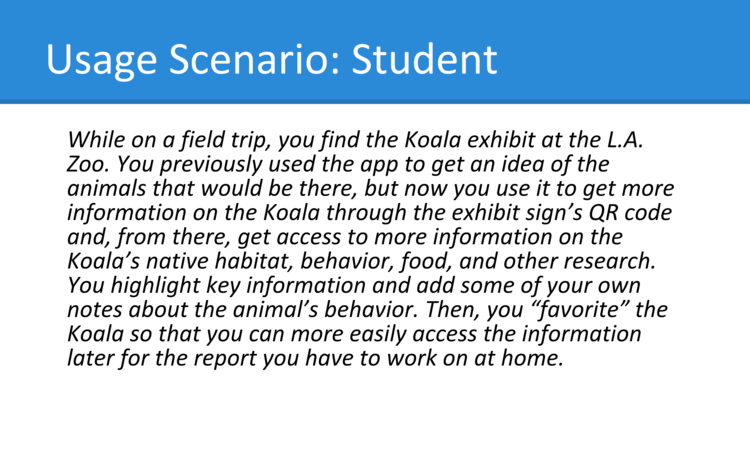 Usage Scenario: Student
While on a field trip, you find the Koala exhibit at the L.A.
Zoo. You previously used the app to get an idea of the
animals that would be there, but now you use it to get more
information on the Koala through the exhibit sign’s QR code
and, from there, get access to more information on the
Koala’s native habitat, behavior, food, and other research.
You highlight key information and add some of your own
notes about the animal’s behavior. Then, you “favorite” the
Koala so that you can more easily access the information
later for the report you have to work on at home.